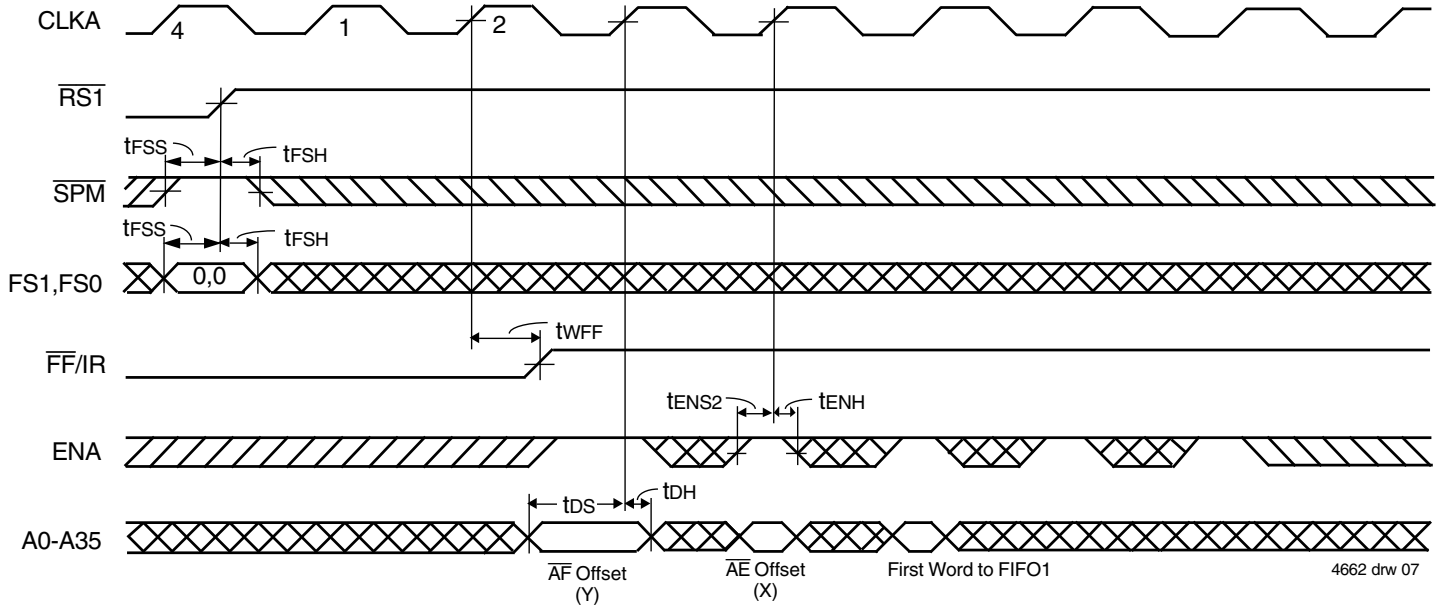 CLKA
4
1
2
RS1
tFSS
tFSH
SPM
tFSS
tFSH
FS1,FS0
0,0
tWFF
FF/IR
tENS2
tENH
ENA
tDS
tDH
A0-A35
AF Offset
(Y)
AE Offset
(X)
First Word to FIFO1
4662 drw 07